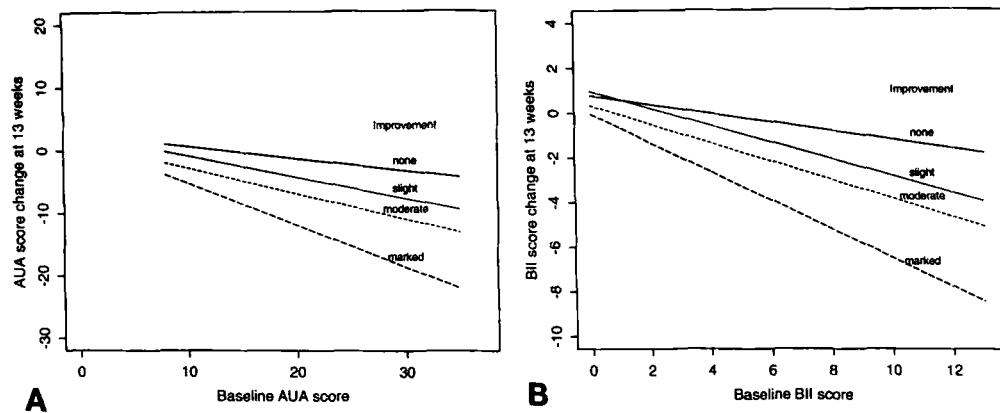 AUA score change at 13 weeks
20
10
0
-10
-20
-30
Improvement
none
slight
moderate
marked
0
10
20
30
Baseline AUA score
A
BII score change at 13 weeks
4
2
0
-2
-4
-6
-8
-10
Improvement
none
slight
moderate
marked
0
2
4
6
8
10
12
Baseline BII score
B